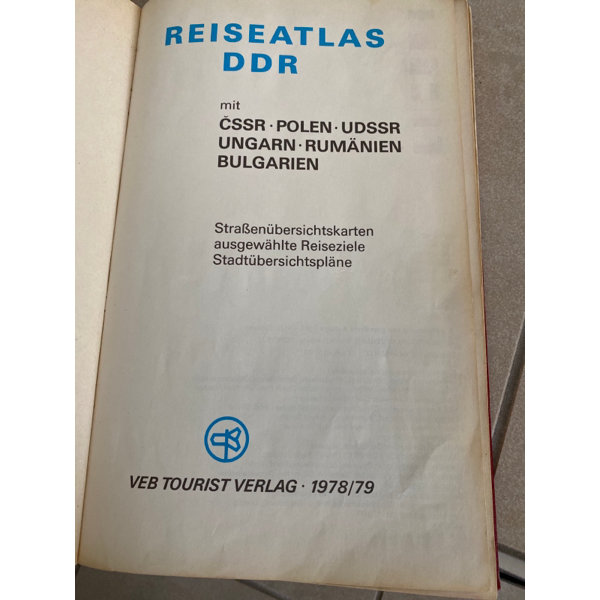 REISEATLAS
DDR
mit
ČSSR · POLEN · UDSSR
UNGARN · RUMÄNIEN
BULGARIEN
Straßenübersichtskarten
ausgewählte Reiseziele
Stadtübersichtspläne
VEB TOURIST VERLAG · 1978/79